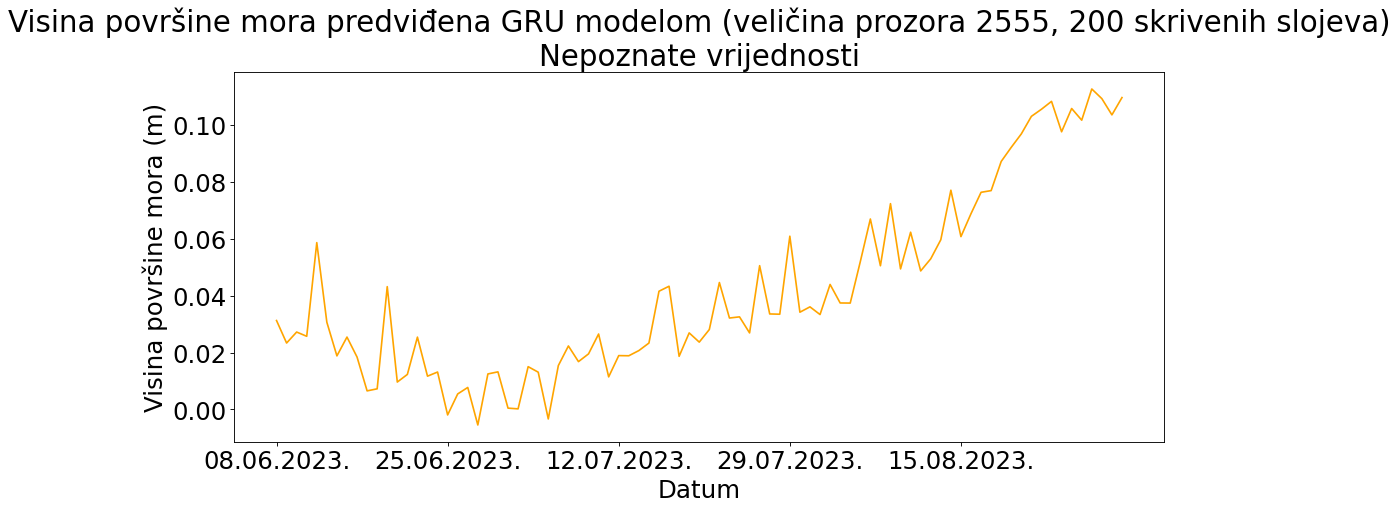 Visina površine mora predviđena GRU modelom (veličina prozora 2555, 200 skrivenih slojeva)
Nepoznate vrijednosti
Visina površine mora (m)
0.10
0.08
0.06
0.04
0.02
0.00
08.06.2023. 25.06.2023. 12.07.2023. 29.07.2023. 15.08.2023.
Datum